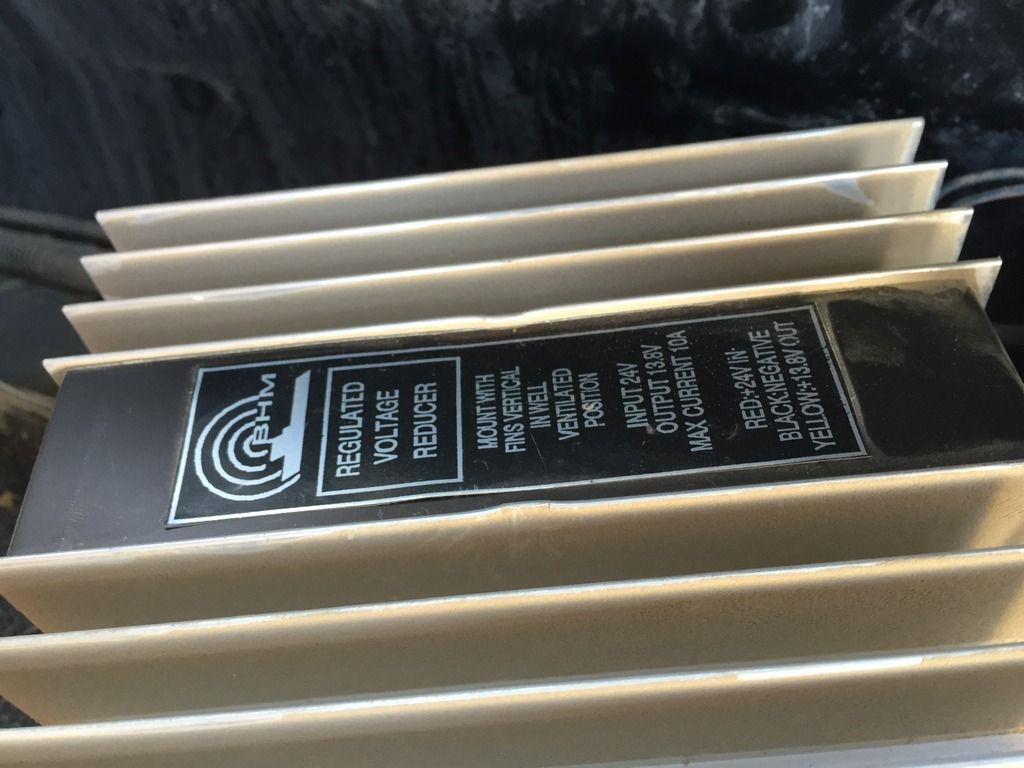 BHM
REGULATED
VOLTAGE
REDUCER
MOUNT WITH
FINS VERTICAL
IN WELL
VENTILATED
POSITION
INPUT 24V
OUTPUT 13.8V
MAX CURRENT 10A
RED:+24V IN
BLACK:NEGATIVE
YELLOW:+13.8V OUT